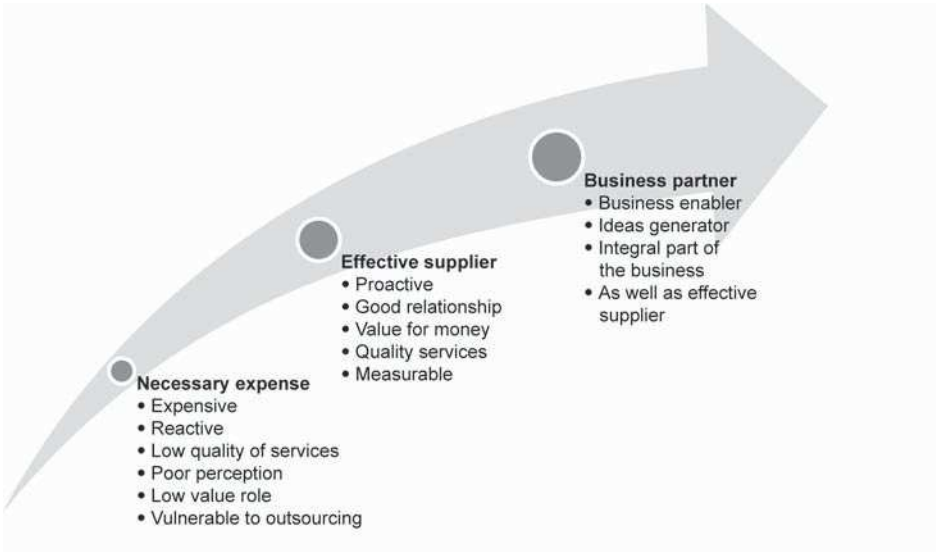 Business partner
• Business enabler
• Ideas generator
• Integral part of
the business
• As well as effective
supplier
Effective supplier
• Proactive
• Good relationship
• Value for money
• Quality services
• Measurable
Necessary expense
• Expensive
• Reactive
• Low quality of services
• Poor perception
• Low value role
• Vulnerable to outsourcing